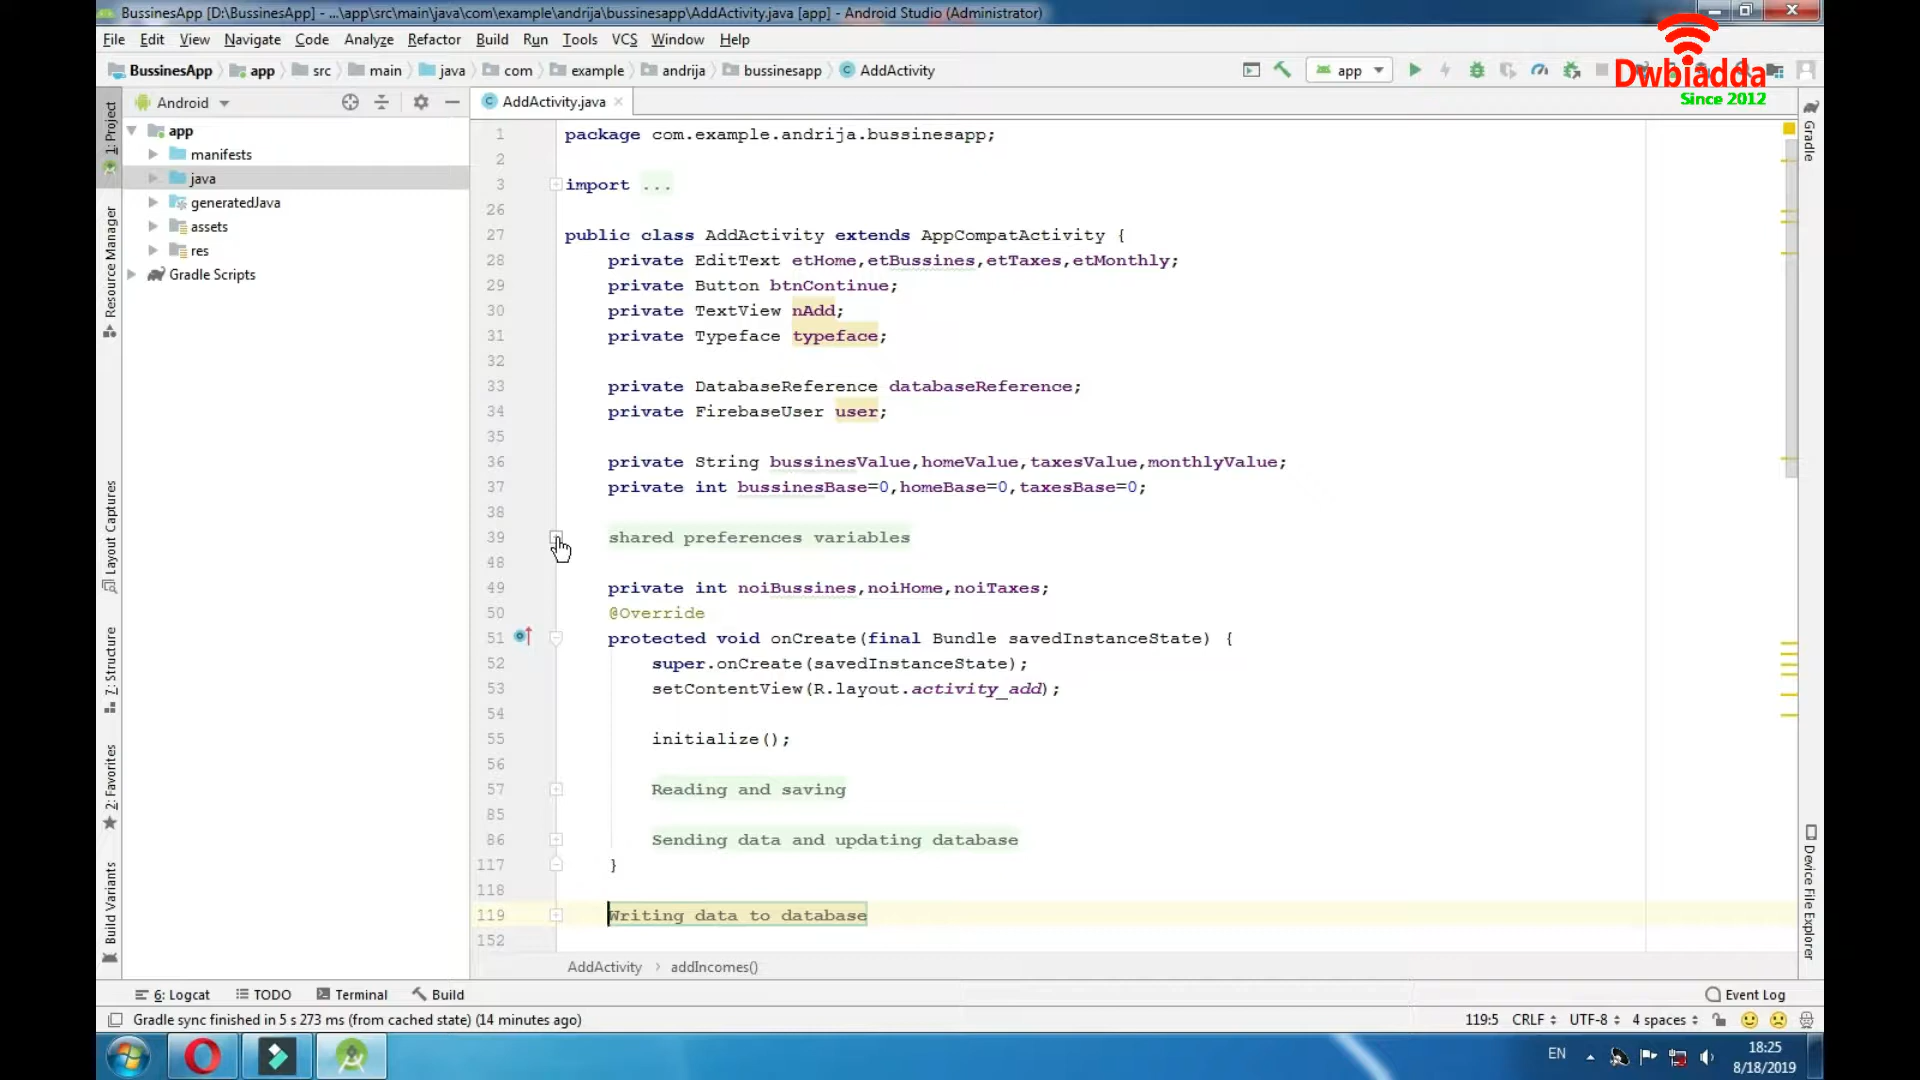 BussinesApp [D:\BussinesApp] - ...\app\src\main\java\com\example\andrija\bussinesapp\AddActivity.java [app] - Android Studio (Administrator)
File Edit View Navigate Code Analyze Refactor Build Run Tools VCS Window Help
BussinesApp app src main java com example andrija bussinesapp AddActivity
app
Dwbiadda
Since 2012
1: Project
Resource Manager
Layout Captures
7: Structure
2: Favorites
Build Variants
Android
app
manifests
java
generatedJava
assets
res
Gradle Scripts
AddActivity.java
1 package com.example.andrija.bussinesapp;
2
3 import ...
26
27 public class AddActivity extends AppCompatActivity {
28 private EditText etHome,etBussines,etTaxes,etMonthly;
29 private Button btnContinue;
30 private TextView nAdd;
31 private Typeface typeface;
32
33 private DatabaseReference databaseReference;
34 private FirebaseUser user;
35
36 private String bussinesValue,homeValue,taxesValue,monthlyValue;
37 private int bussinesBase=0,homeBase=0,taxesBase=0;
38
39 shared preferences variables
48
49 private int noiBussines,noiHome,noiTaxes;
50 @Override
51 protected void onCreate(final Bundle savedInstanceState) {
52 super.onCreate(savedInstanceState);
53 setContentView(R.layout.activity_add);
54
55 initialize();
56
57 Reading and saving
85
86 Sending data and updating database
117 }
118
119 Writing data to database
152
AddActivity addIncomes()
Gradle
Device File Explorer
6: Logcat TODO Terminal Build Event Log
Gradle sync finished in 5 s 273 ms (from cached state) (14 minutes ago) 119:5 CRLF UTF-8 4 spaces
EN
18:25
8/18/2019